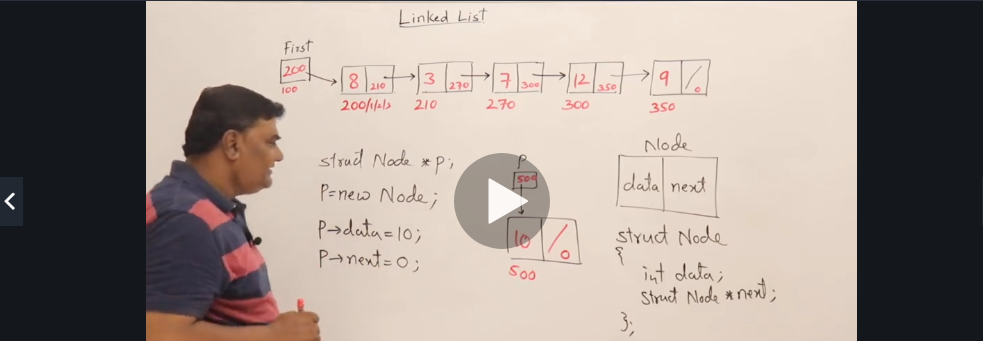 Linked List
First
200
100
8 210
3 270
7 300
12 350
9 / 0
200/1/2/3
210
270
300
350
struct Node *p;
P=new Node;
P→data=10;
P→next=0;
P
500
10 / 0
500
Node
data next
struct Node
{
int data;
struct Node *next;
};